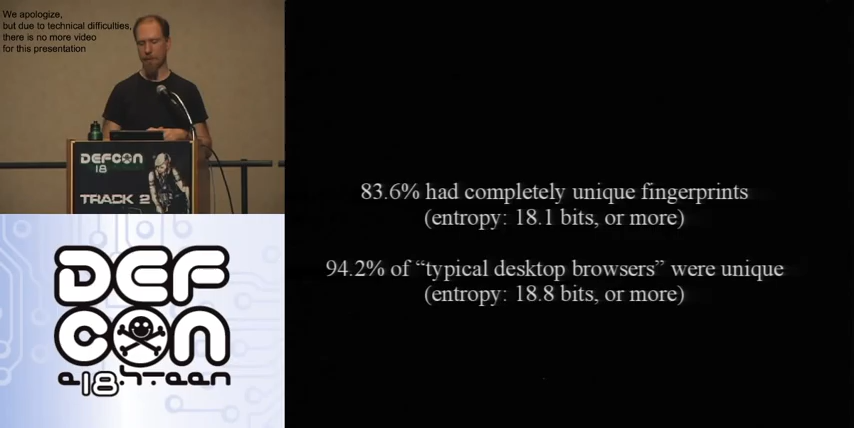 We apologize,
but due to technical difficulties,
there is no more video
for this presentation
DEFCON
18
TRACK 2
83.6% had completely unique fingerprints
(entropy: 18.1 bits, or more)
94.2% of “typical desktop browsers” were unique
(entropy: 18.8 bits, or more)
DEF
CON
e18hteen